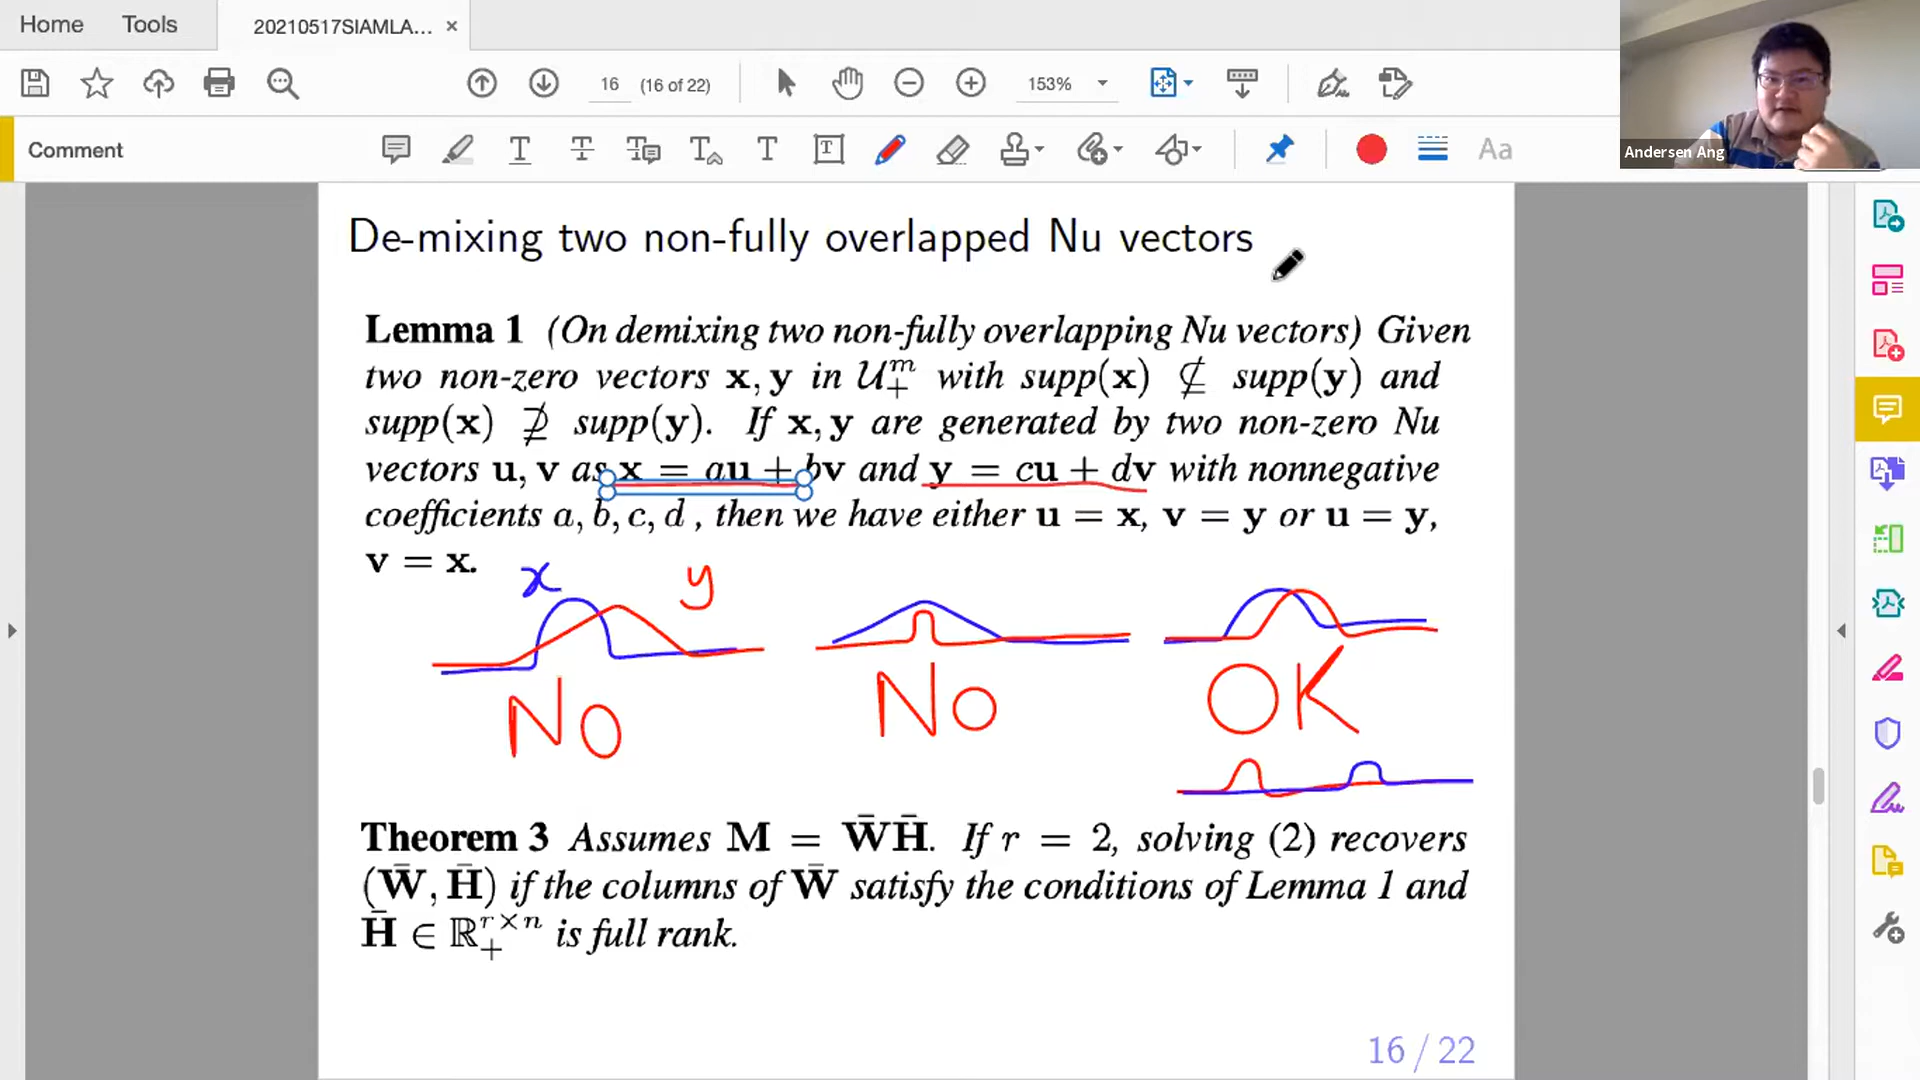 Home Tools 20210517SIAMLA... ×
16 (16 of 22) 153%
Comment
Aa
Andersen Ang
De-mixing two non-fully overlapped Nu vectors
Lemma 1 (On demixing two non-fully overlapping Nu vectors) Given
two non-zero vectors x, y in 𝒰₊ᵐ with supp(x) ⊈ supp(y) and
supp(x) ⊉ supp(y). If x, y are generated by two non-zero Nu
vectors u, v as x = au + bv and y = cu + dv with nonnegative
coefficients a, b, c, d , then we have either u = x, v = y or u = y,
v = x.
x y
NO NO OK
Theorem 3 Assumes M = W̄H̄. If r = 2, solving (2) recovers
(W̄, H̄) if the columns of W̄ satisfy the conditions of Lemma 1 and
H̄ ∈ ℝ₊ʳˣⁿ is full rank.
16 / 22